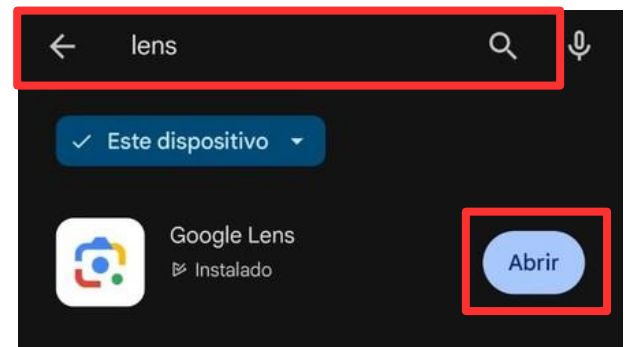 lens
Este dispositivo
Google Lens
Instalado
Abrir